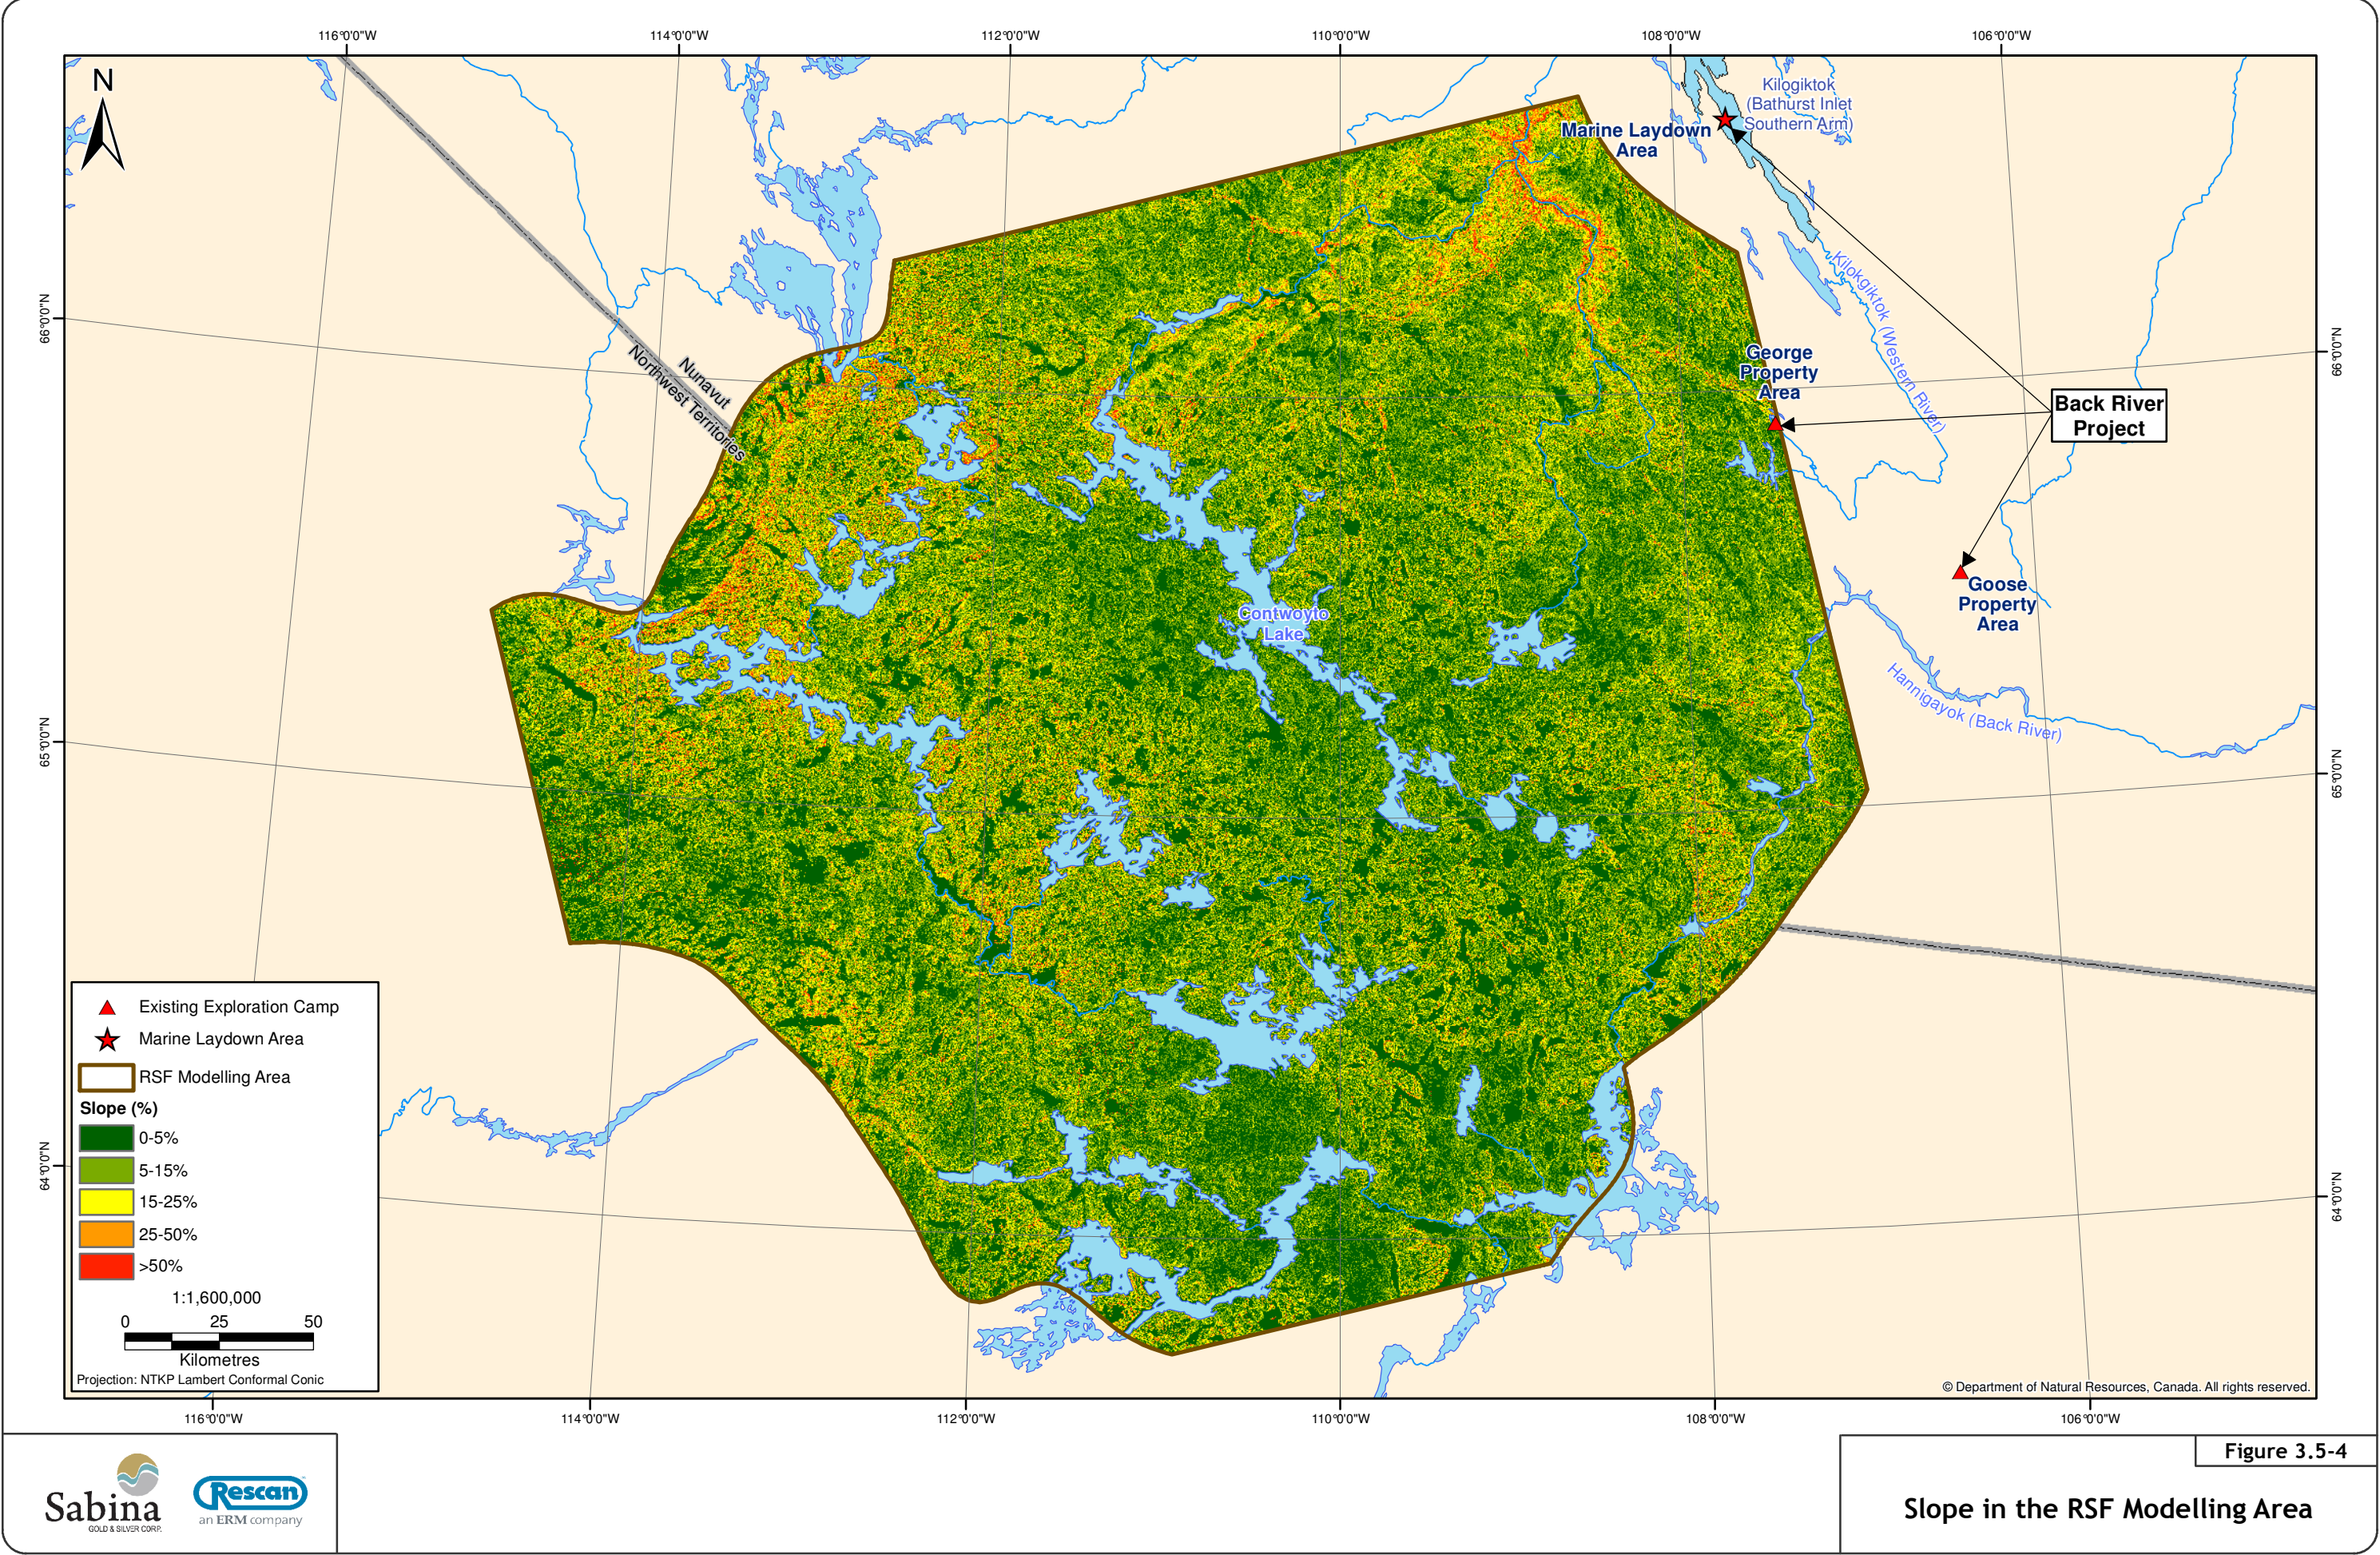 116°0'0"W
114°0'0"W
112°0'0"W
110°0'0"W
108°0'0"W
106°0'0"W
N
Kilogiktok
(Bathurst Inlet
Southern Arm)
Marine Laydown
Area
Kilokgiktok (Western River)
66°0'0"N
66°0'0"N
Nunavut
Northwest Territories
George
Property
Area
Back River
Project
Goose
Property
Area
Contwoyto
Lake
Hannigayok (Back River)
65°0'0"N
65°0'0"N
64°0'0"N
64°0'0"N
Existing Exploration Camp
Marine Laydown Area
RSF Modelling Area
Slope (%)
0-5%
5-15%
15-25%
25-50%
>50%
1:1,600,000
0 25 50
Kilometres
Projection: NTKP Lambert Conformal Conic
© Department of Natural Resources, Canada. All rights reserved.
116°0'0"W
114°0'0"W
112°0'0"W
110°0'0"W
108°0'0"W
106°0'0"W
Sabina
GOLD & SILVER CORP.
Rescan
an ERM company
Figure 3.5-4
Slope in the RSF Modelling Area